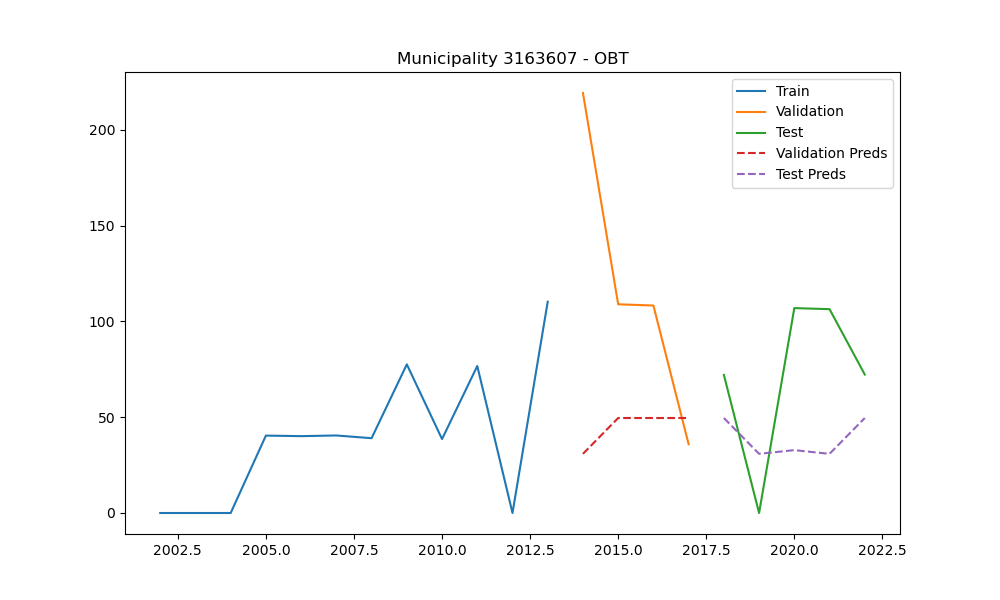 Municipality 3163607 - OBT
Train
Validation
Test
Validation Preds
Test Preds
200
150
100
50
0
2002.5 2005.0 2007.5 2010.0 2012.5 2015.0 2017.5 2020.0 2022.5